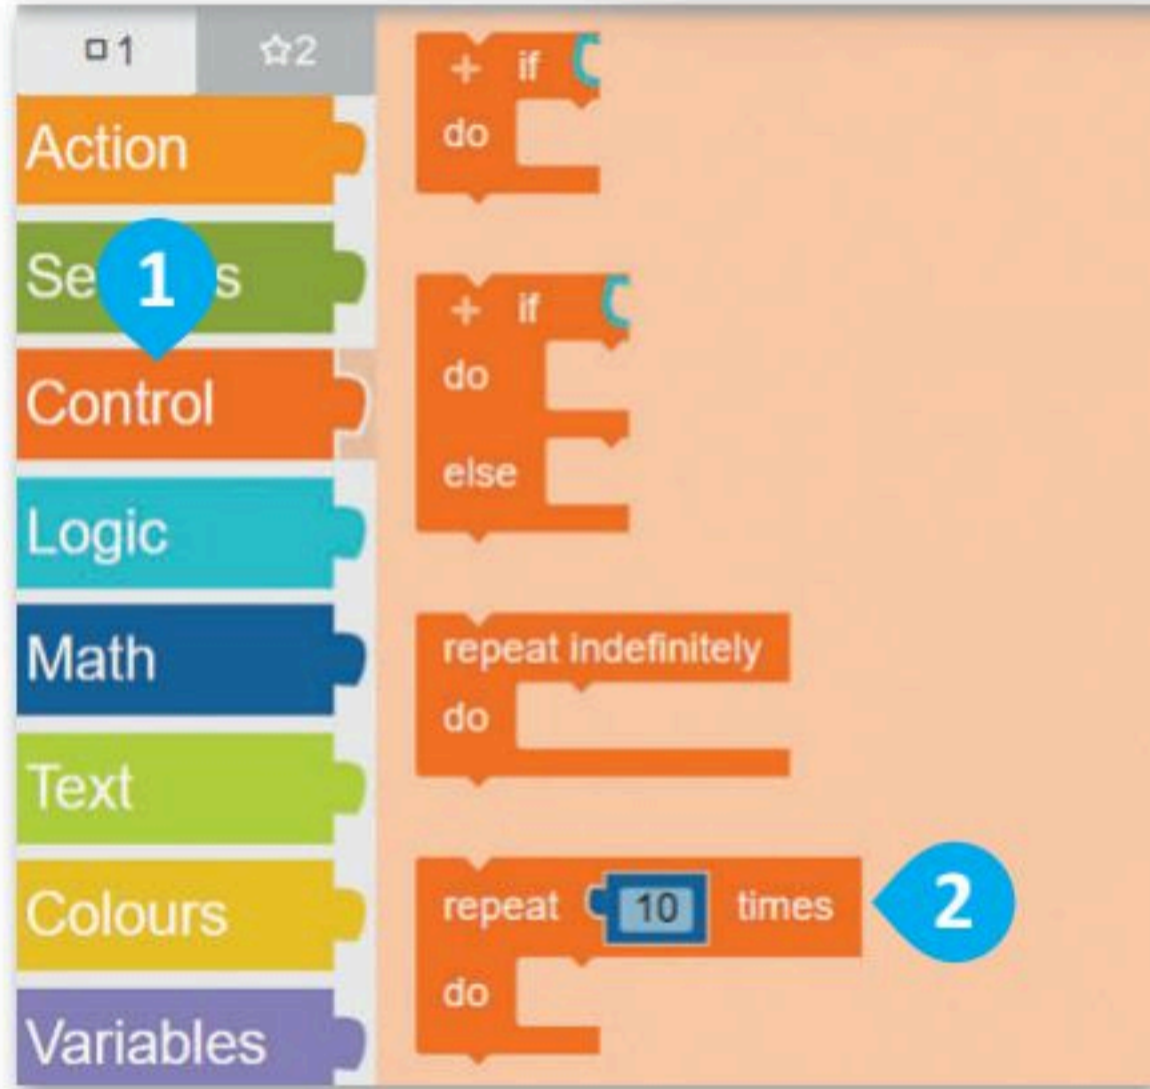 1
☆2
Action
Se s
1
Control
Logic
Math
Text
Colours
Variables
+ if
do
+ if
do
else
repeat indefinitely
do
repeat 10 times
2
do